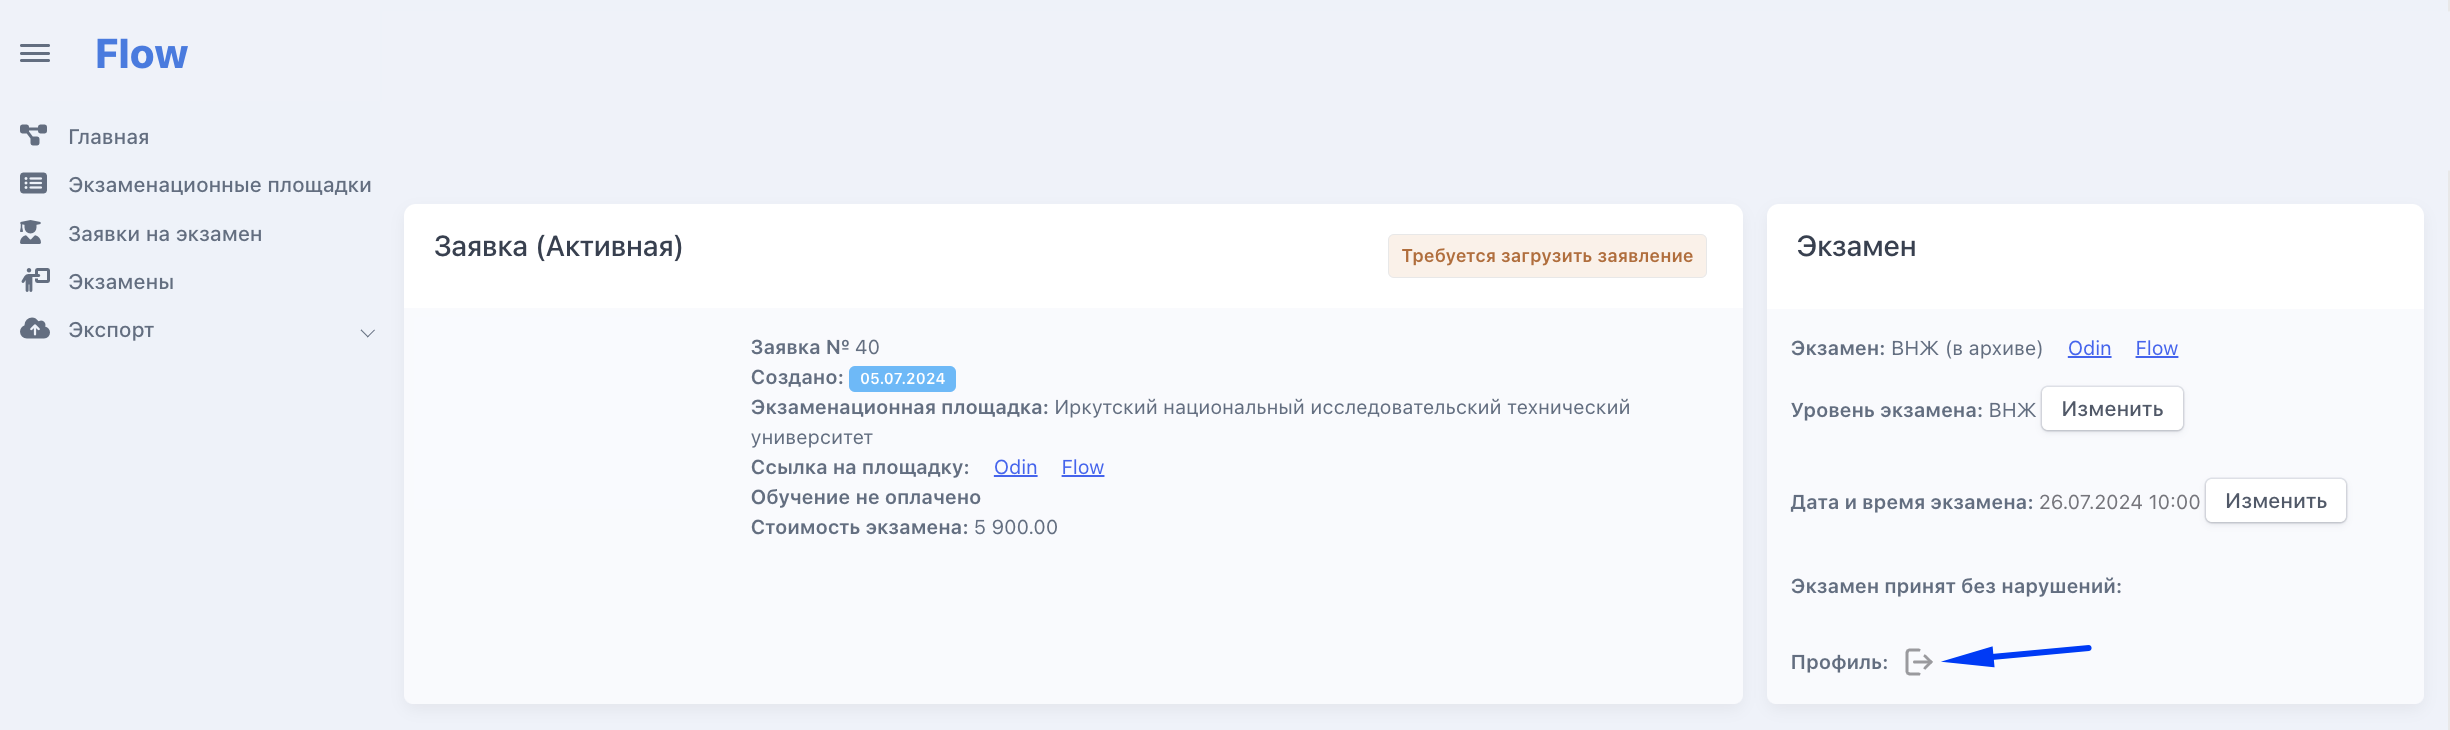 Flow
Главная
Экзаменационные площадки
Заявки на экзамен
Экзамены
Экспорт
Заявка (Активная)
Требуется загрузить заявление
Заявка № 40
Создано: 05.07.2024
Экзаменационная площадка: Иркутский национальный исследовательский технический
университет
Ссылка на площадку: Odin Flow
Обучение не оплачено
Стоимость экзамена: 5 900.00
Экзамен
Экзамен: ВНЖ (в архиве) Odin Flow
Уровень экзамена: ВНЖ Изменить
Дата и время экзамена: 26.07.2024 10:00 Изменить
Экзамен принят без нарушений:
Профиль: